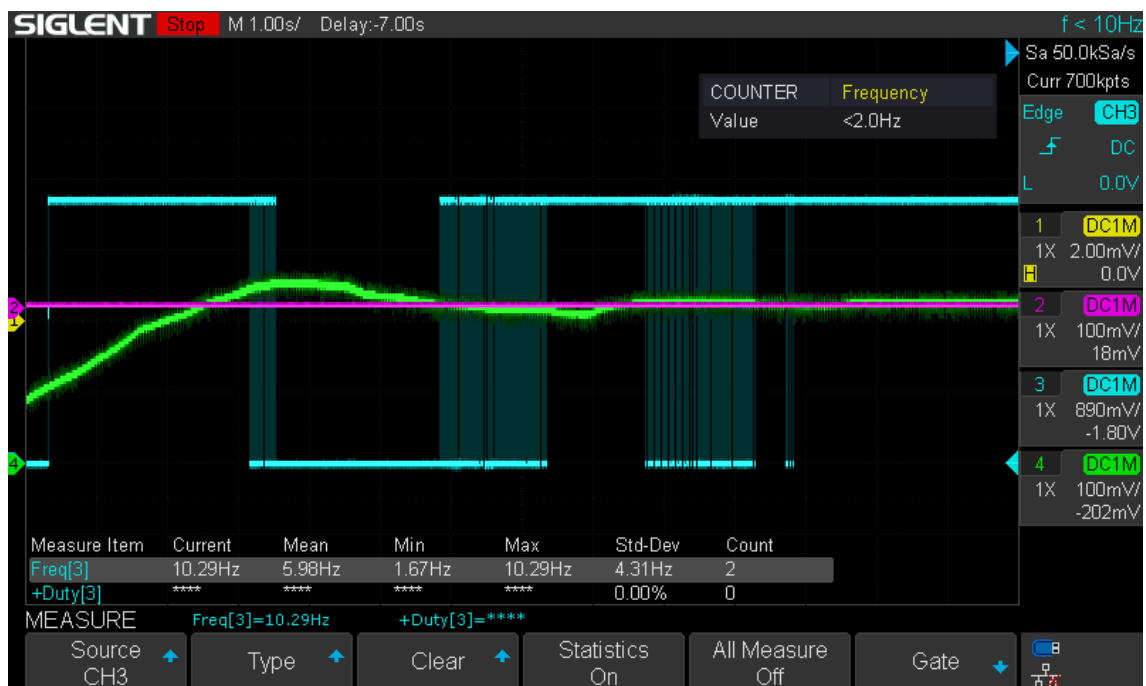 SIGLENT Stop M 1.00s/ Delay:-7.00s f < 10Hz
Sa 50.0kSa/s
Curr 700kpts
COUNTER Frequency
Value <2.0Hz
Edge CH3
DC
L 0.0V
1 DC1M
1X 2.00mV/
H 0.0V
2 DC1M
1X 100mV/
18mV
3 DC1M
1X 890mV/
-1.80V
4 DC1M
1X 100mV/
-202mV
2
1
4
Measure Item Current Mean Min Max Std-Dev Count
Freq[3] 10.29Hz 5.98Hz 1.67Hz 10.29Hz 4.31Hz 2
+Duty[3] **** **** **** **** 0.00% 0
MEASURE Freq[3]=10.29Hz +Duty[3]=****
Source CH3
Type
Clear
Statistics On
All Measure Off
Gate